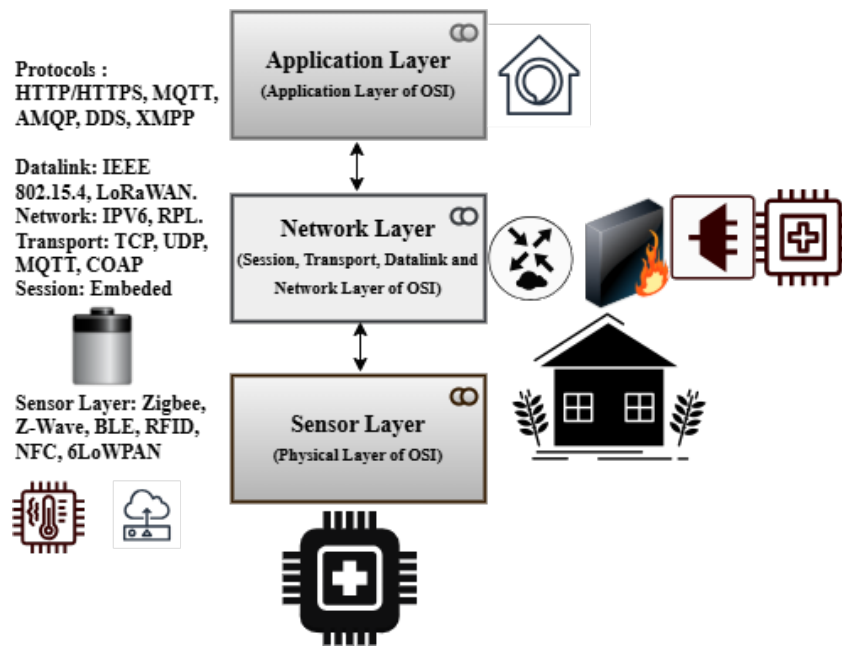 Protocols :
HTTP/HTTPS, MQTT,
AMQP, DDS, XMPP
Application Layer
(Application Layer of OSI)
Datalink: IEEE
802.15.4, LoRaWAN.
Network: IPV6, RPL.
Transport: TCP, UDP,
MQTT, COAP
Session: Embeded
Network Layer
(Session, Transport, Datalink and
Network Layer of OSI)
Sensor Layer: Zigbee,
Z-Wave, BLE, RFID,
NFC, 6LoWPAN
Sensor Layer
(Physical Layer of OSI)